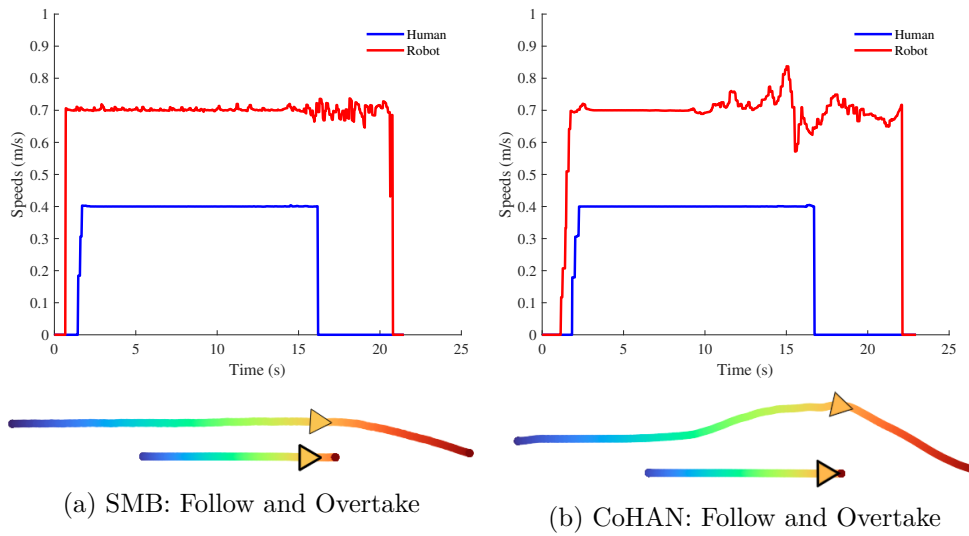 1
0.9
0.8
0.7
0.6
0.5
0.4
0.3
0.2
0.1
0
Speeds (m/s)
Human
Robot
0 5 10 15 20 25
Time (s)
(a) SMB: Follow and Overtake
1
0.9
0.8
0.7
0.6
0.5
0.4
0.3
0.2
0.1
0
Speeds (m/s)
Human
Robot
0 5 10 15 20 25
Time (s)
(b) CoHAN: Follow and Overtake